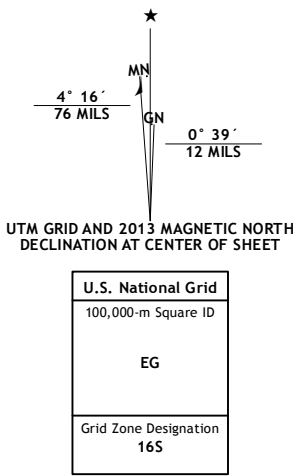 ★
MN
GN
4° 16´
76 MILS
0° 39´
12 MILS
UTM GRID AND 2013 MAGNETIC NORTH
DECLINATION AT CENTER OF SHEET
U.S. National Grid
100,000-m Square ID
EG
Grid Zone Designation
16S